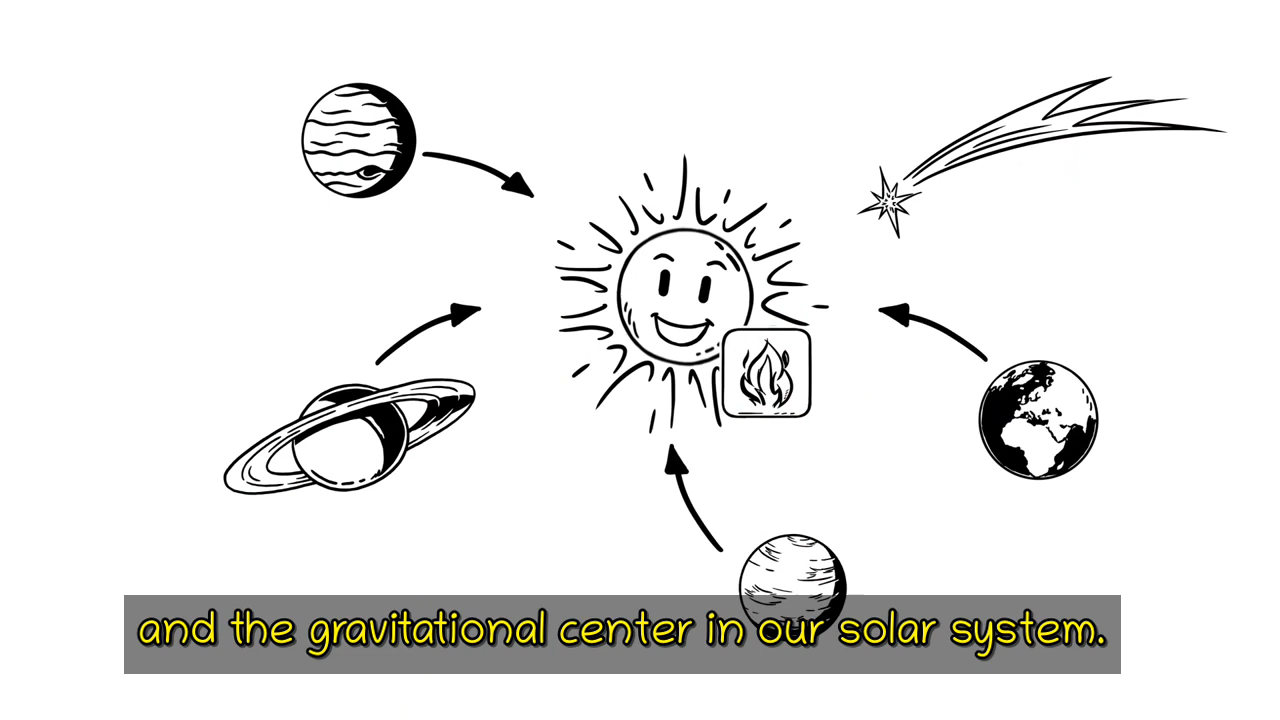 and the gravitational center in our solar system.